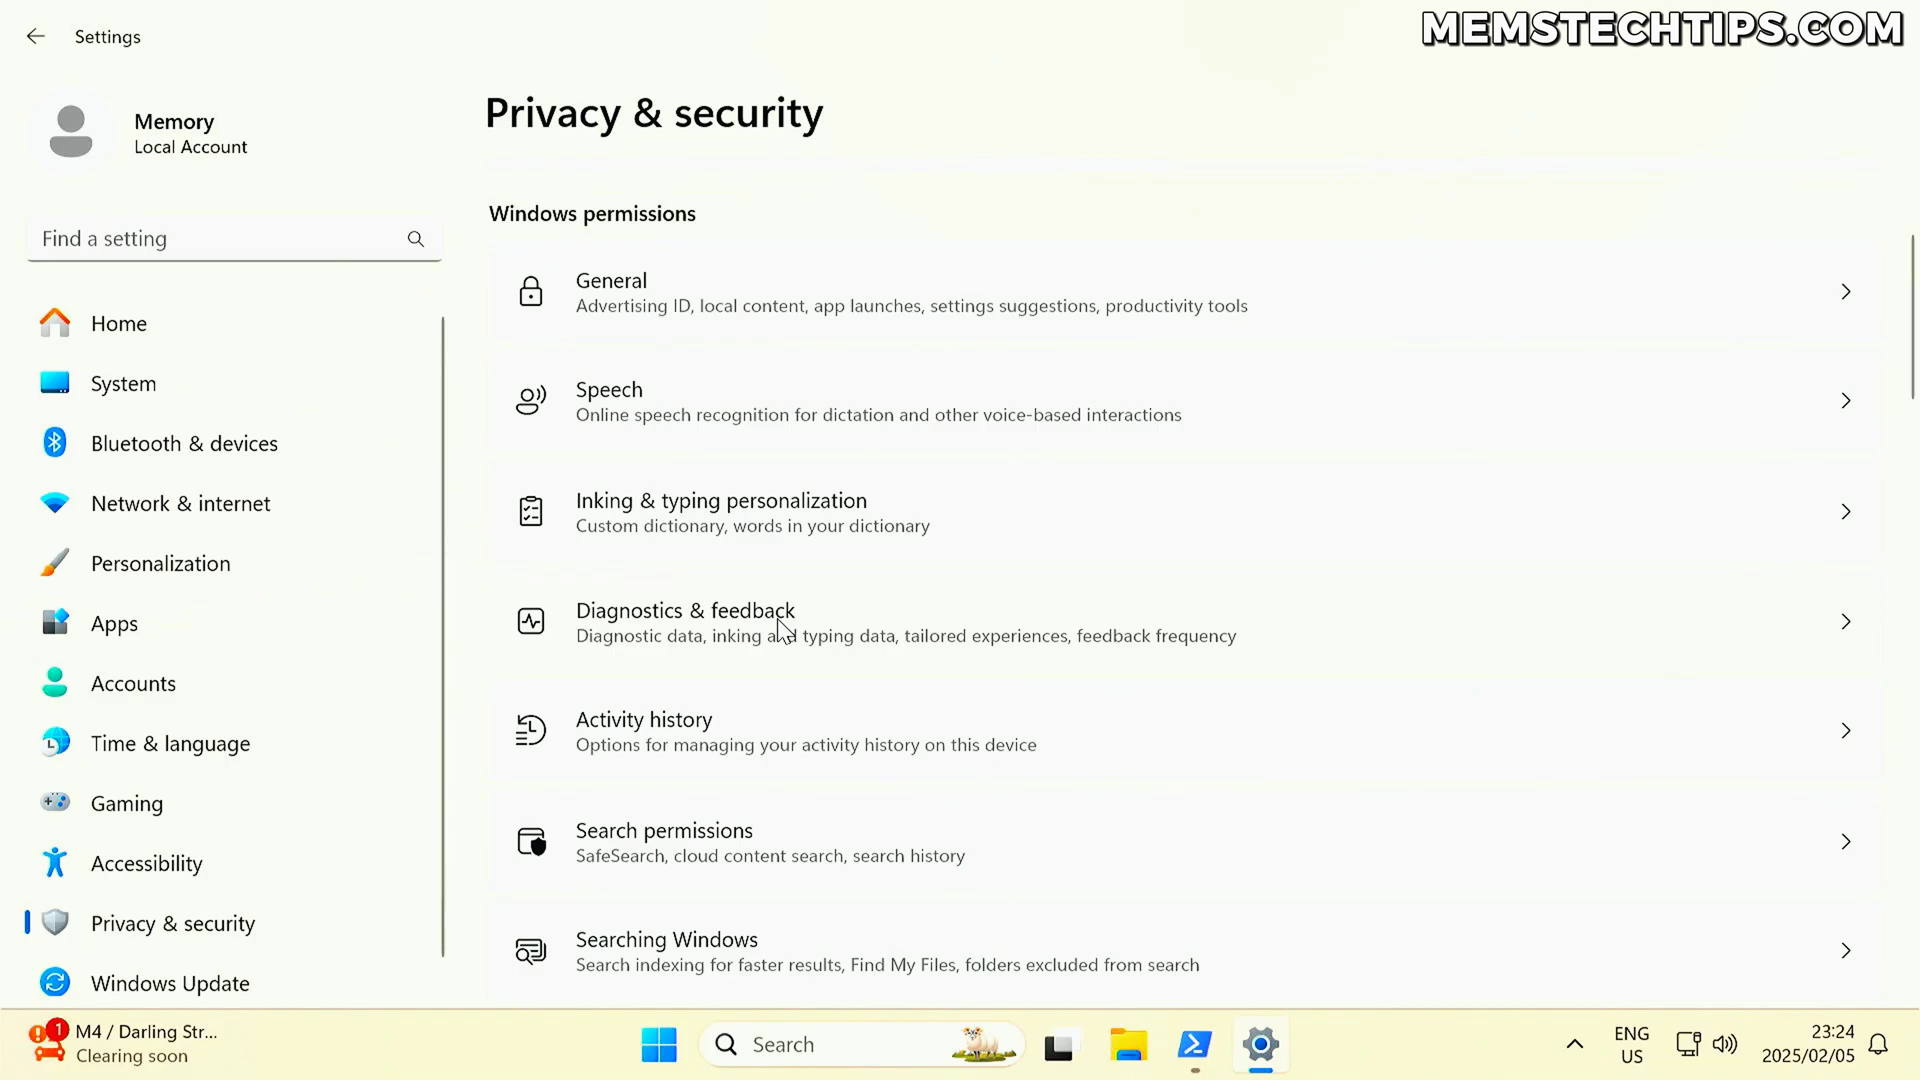 MEMSTECHTIPS.COM
Settings
Memory
Local Account
Find a setting
Home
System
Bluetooth & devices
Network & internet
Personalization
Apps
Accounts
Time & language
Gaming
Accessibility
Privacy & security
Windows Update
Privacy & security
Windows permissions
General
Advertising ID, local content, app launches, settings suggestions, productivity tools
Speech
Online speech recognition for dictation and other voice-based interactions
Inking & typing personalization
Custom dictionary, words in your dictionary
Diagnostics & feedback
Diagnostic data, inking and typing data, tailored experiences, feedback frequency
Activity history
Options for managing your activity history on this device
Search permissions
SafeSearch, cloud content search, search history
Searching Windows
Search indexing for faster results, Find My Files, folders excluded from search
1
M4 / Darling Str...
Clearing soon
Search
ENG
US
23:24
2025/02/05